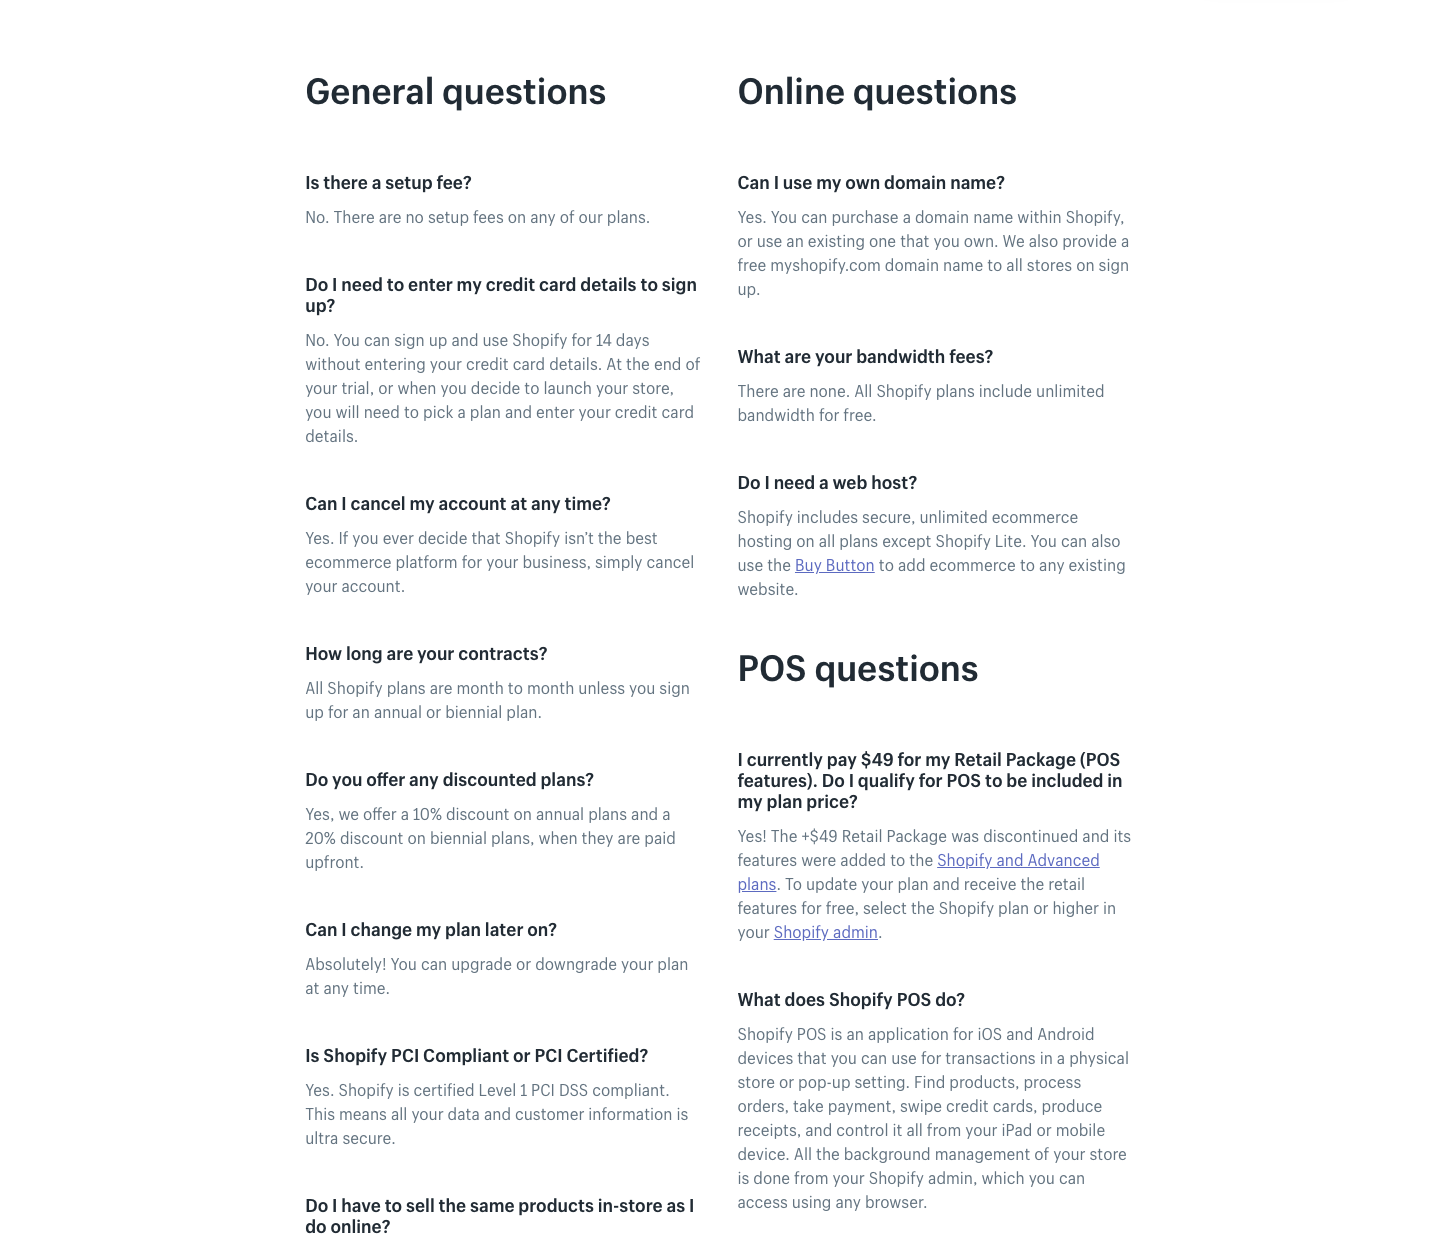 General questions
Is there a setup fee?
No. There are no setup fees on any of our plans.
Do I need to enter my credit card details to sign
up?
No. You can sign up and use Shopify for 14 days
without entering your credit card details. At the end of
your trial, or when you decide to launch your store,
you will need to pick a plan and enter your credit card
details.
Can I cancel my account at any time?
Yes. If you ever decide that Shopify isn’t the best
ecommerce platform for your business, simply cancel
your account.
How long are your contracts?
All Shopify plans are month to month unless you sign
up for an annual or biennial plan.
Do you offer any discounted plans?
Yes, we offer a 10% discount on annual plans and a
20% discount on biennial plans, when they are paid
upfront.
Can I change my plan later on?
Absolutely! You can upgrade or downgrade your plan
at any time.
Is Shopify PCI Compliant or PCI Certified?
Yes. Shopify is certified Level 1 PCI DSS compliant.
This means all your data and customer information is
ultra secure.
Do I have to sell the same products in-store as I
do online?
Online questions
Can I use my own domain name?
Yes. You can purchase a domain name within Shopify,
or use an existing one that you own. We also provide a
free myshopify.com domain name to all stores on sign
up.
What are your bandwidth fees?
There are none. All Shopify plans include unlimited
bandwidth for free.
Do I need a web host?
Shopify includes secure, unlimited ecommerce
hosting on all plans except Shopify Lite. You can also
use the Buy Button to add ecommerce to any existing
website.
POS questions
I currently pay $49 for my Retail Package (POS
features). Do I qualify for POS to be included in
my plan price?
Yes! The +$49 Retail Package was discontinued and its
features were added to the Shopify and Advanced
plans. To update your plan and receive the retail
features for free, select the Shopify plan or higher in
your Shopify admin.
What does Shopify POS do?
Shopify POS is an application for iOS and Android
devices that you can use for transactions in a physical
store or pop-up setting. Find products, process
orders, take payment, swipe credit cards, produce
receipts, and control it all from your iPad or mobile
device. All the background management of your store
is done from your Shopify admin, which you can
access using any browser.